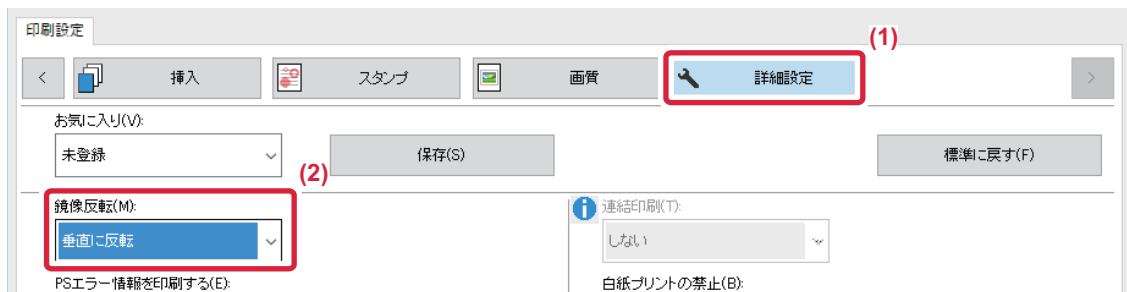 印刷設定
(1)
< 挿入 スタンプ 画質 詳細設定 >
お気に入り(V):
未登録 保存(S) 標準に戻す(F)
(2)
鏡像反転(M): 連結印刷(T):
垂直に反転 しない
PSエラー情報を印刷する(E): 白紙プリントの禁止(B):